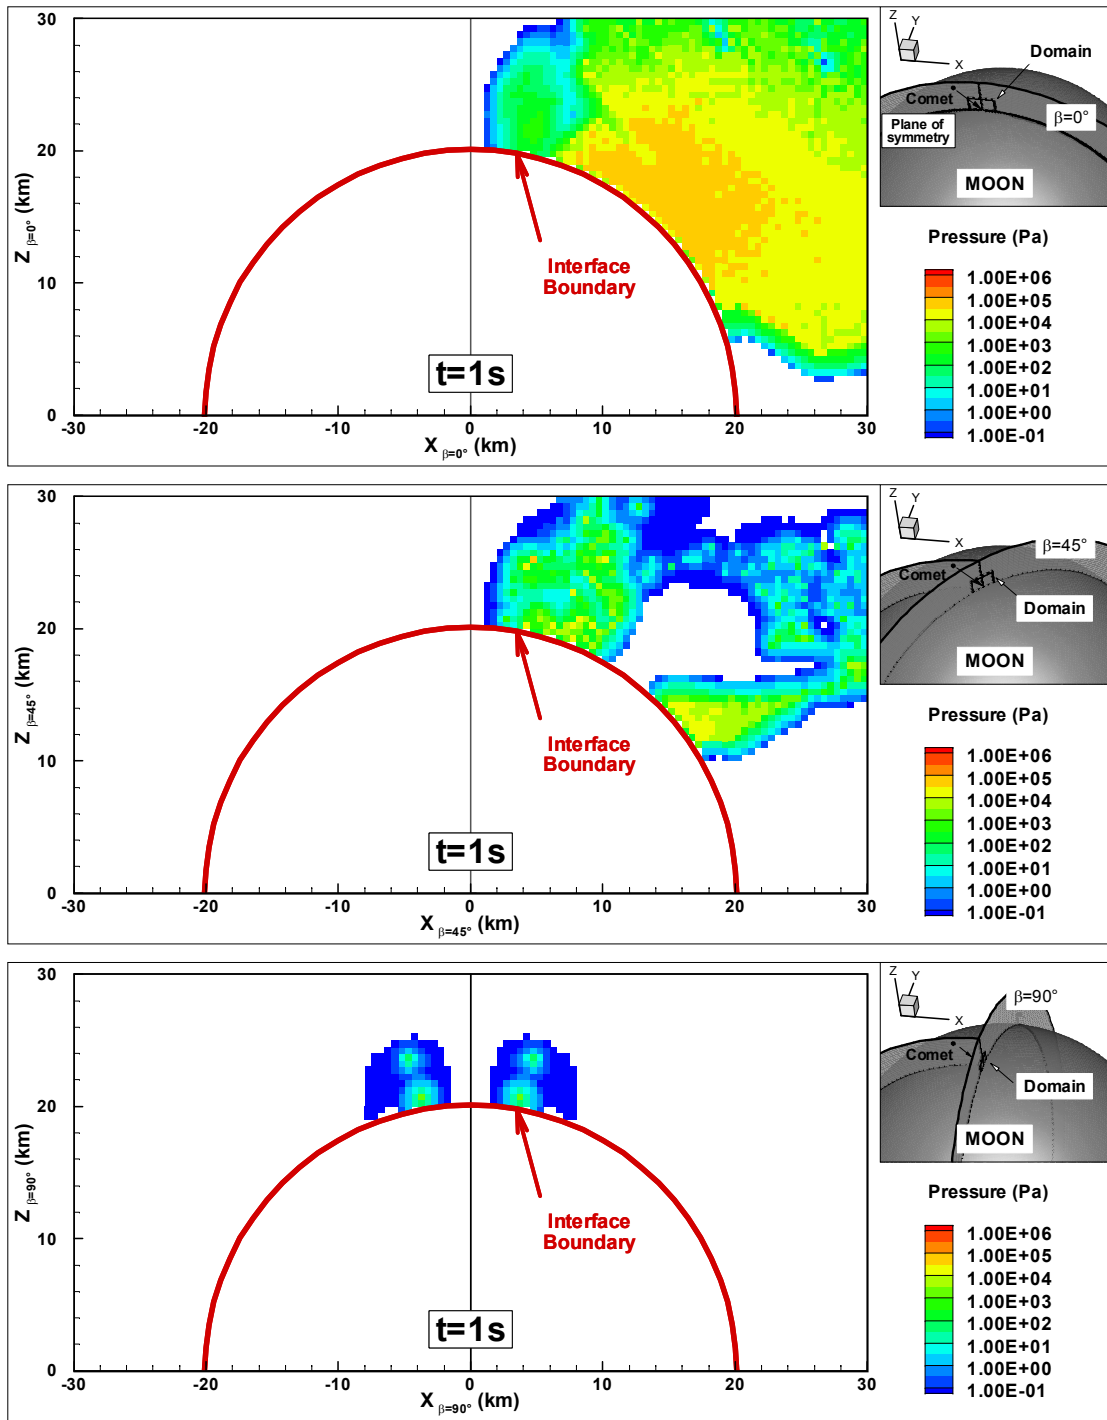 30
20
10
0
Z β=0° (km)
-30 -20 -10 0 10 20 30
X β=0° (km)
Interface
Boundary
t=1s
Z
Y
X
Domain
Comet
β=0°
Plane of
symmetry
MOON
Pressure (Pa)
1.00E+06
1.00E+05
1.00E+04
1.00E+03
1.00E+02
1.00E+01
1.00E+00
1.00E-01
30
20
10
0
Z β=45° (km)
-30 -20 -10 0 10 20 30
X β=45° (km)
Interface
Boundary
t=1s
Z
Y
X
β=45°
Comet
Domain
MOON
Pressure (Pa)
1.00E+06
1.00E+05
1.00E+04
1.00E+03
1.00E+02
1.00E+01
1.00E+00
1.00E-01
30
20
10
0
Z β=90° (km)
-30 -20 -10 0 10 20 30
X β=90° (km)
Interface
Boundary
t=1s
Z
Y
X
β=90°
Comet
Domain
MOON
Pressure (Pa)
1.00E+06
1.00E+05
1.00E+04
1.00E+03
1.00E+02
1.00E+01
1.00E+00
1.00E-01